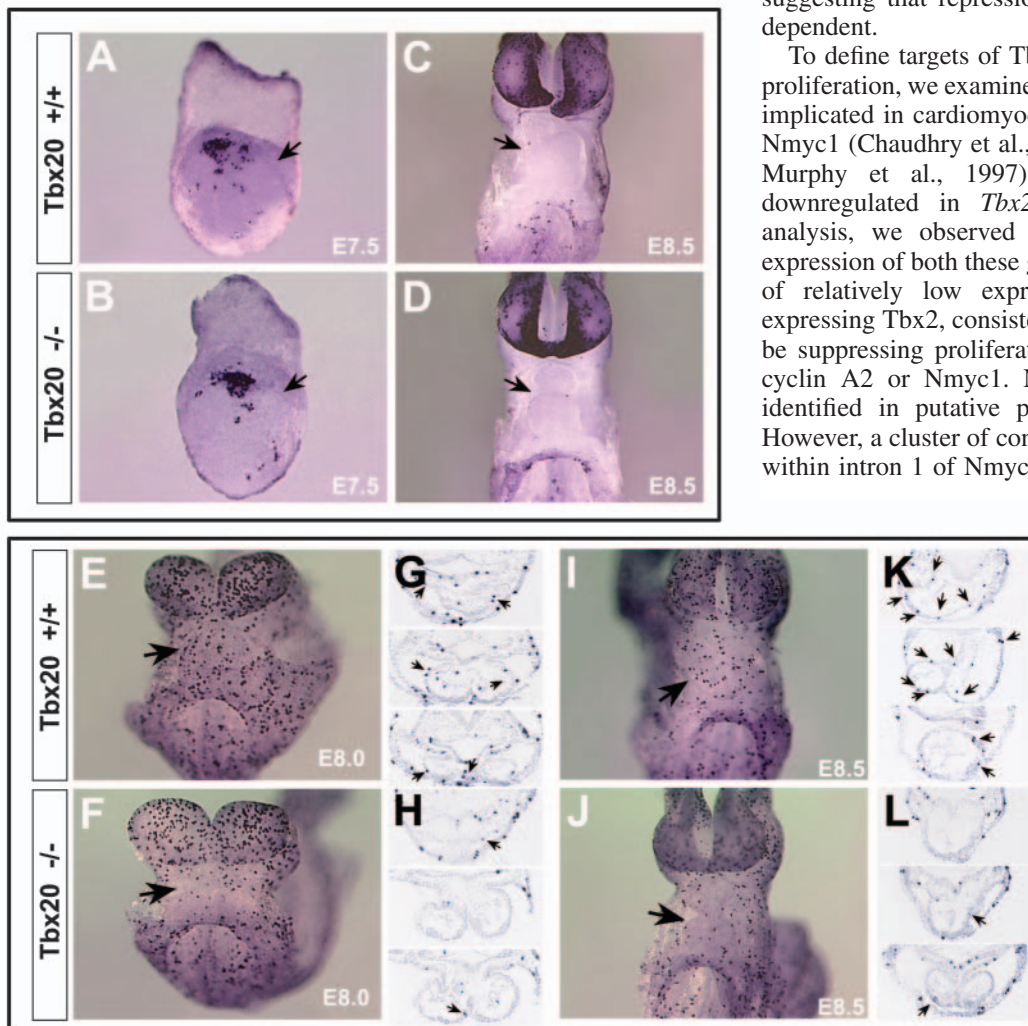 suggesting that repression
dependent.
To define targets of Tb
proliferation, we examine
implicated in cardiomyoc
Nmyc1 (Chaudhry et al.,
Murphy et al., 1997)
downregulated in Tbx2
analysis, we observed
expression of both these g
of relatively low expr
expressing Tbx2, consiste
be suppressing proliferat
cyclin A2 or Nmyc1. N
identified in putative p
However, a cluster of con
within intron 1 of Nmyc
Tbx20 +/+
A
E7.5
C
E8.5
Tbx20 -/-
B
E7.5
D
E8.5
Tbx20 +/+
E
E8.0
G
I
E8.5
K
Tbx20 -/-
F
E8.0
H
J
E8.5
L